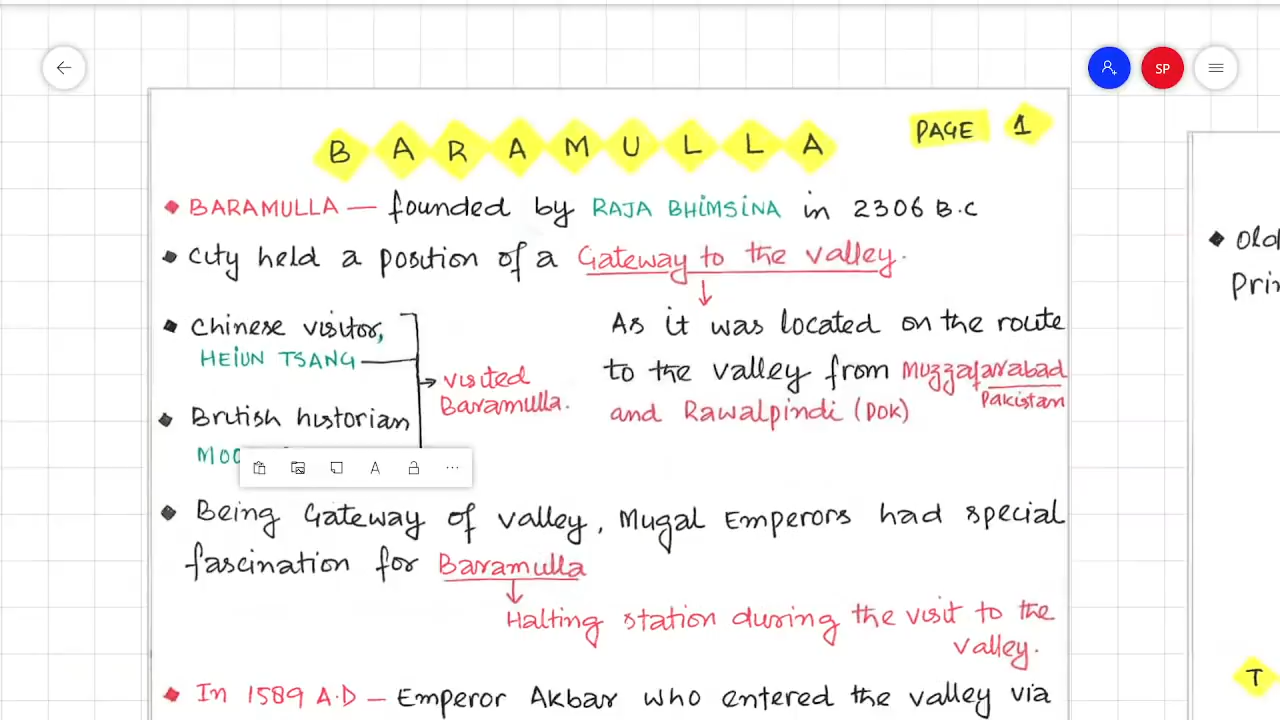 SP
BARAMULLA
PAGE 1
BARAMULLA — founded by RAJA BHIMSINA in 2306 B.C
City held a position of a Gateway to the valley.
Chinese visitor,
HEIUN TSANG
visited
Baramulla.
British historian
As it was located on the route
to the valley from Muzzafarabad
Pakistan
and Rawalpindi (POK)
A
Being Gateway of valley, Mugal Emperors had special
fascination for Baramulla
Halting station during the visit to the
valley.
In 1589 A.D — Emperor Akbar who entered the valley via
T